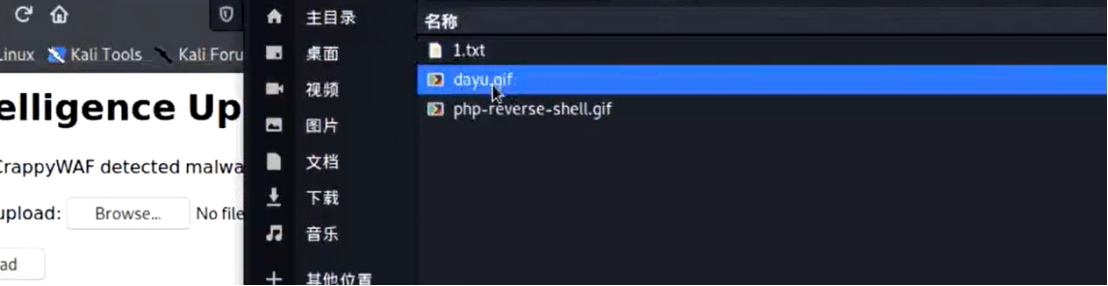 Linux Kali Tools Kali Foru
elligence Up
CrappyWAF detected malwa
upload: Browse... No file
ad
主目录
桌面
视频
图片
文档
下载
音乐
其他位置
名称
1.txt
dayu.gif
php-reverse-shell.gif